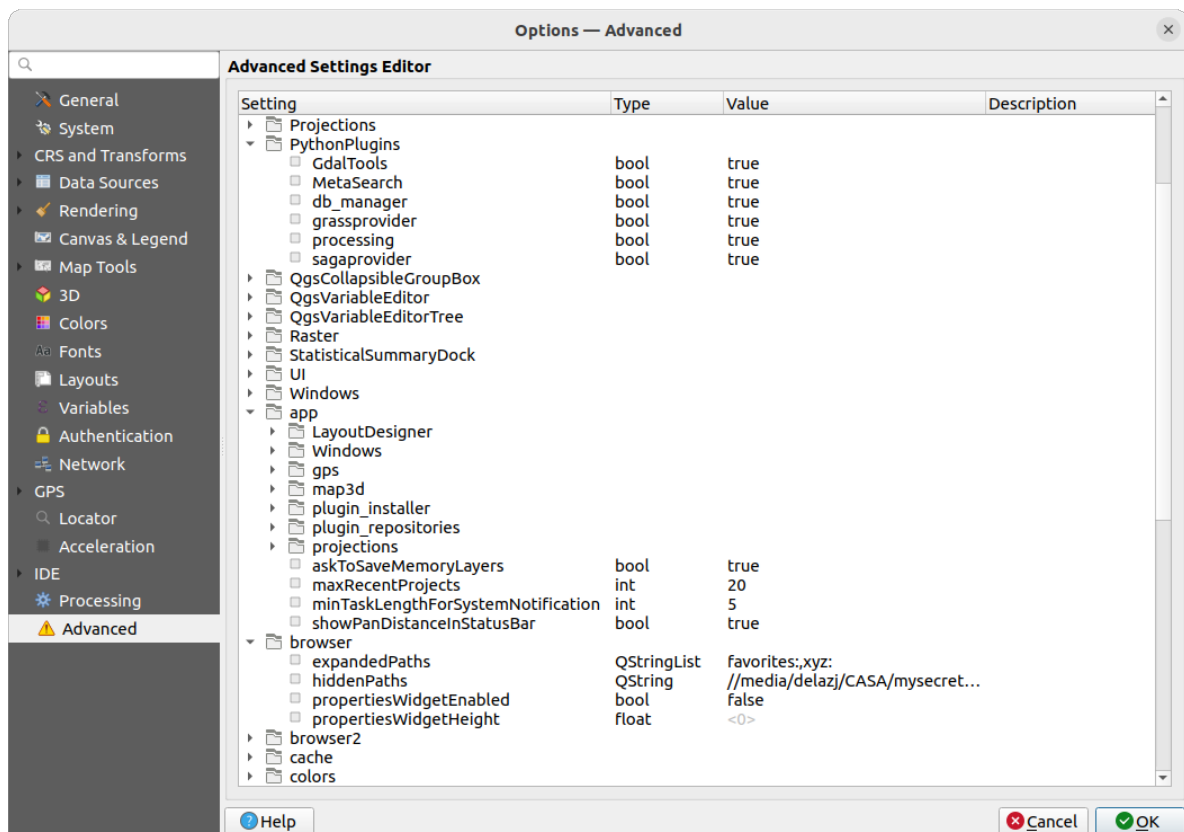 Options — Advanced
General
System
CRS and Transforms
Data Sources
Rendering
Canvas & Legend
Map Tools
3D
Colors
Aa Fonts
Layouts
Variables
Authentication
Network
GPS
Locator
Acceleration
IDE
Processing
Advanced
Advanced Settings Editor
Setting Type Value Description
Projections
PythonPlugins
GdalTools bool true
MetaSearch bool true
db_manager bool true
grassprovider bool true
processing bool true
sagaprovider bool true
QgsCollapsibleGroupBox
QgsVariableEditor
QgsVariableEditorTree
Raster
StatisticalSummaryDock
UI
Windows
app
LayoutDesigner
Windows
gps
map3d
plugin_installer
plugin_repositories
projections
askToSaveMemoryLayers bool true
maxRecentProjects int 20
minTaskLengthForSystemNotification int 5
showPanDistanceInStatusBar bool true
browser
expandedPaths QStringList favorites:,xyz:
hiddenPaths QString //media/delazj/CASA/mysecret...
propertiesWidgetEnabled bool false
propertiesWidgetHeight float <0>
browser2
cache
colors
Help
Cancel
OK